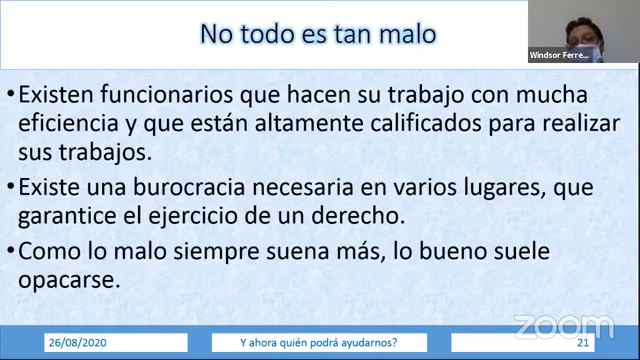 No todo es tan malo
Windsor Ferre...
•Existen funcionarios que hacen su trabajo con mucha
eficiencia y que están altamente calificados para realizar
sus trabajos.
•Existe una burocracia necesaria en varios lugares, que
garantice el ejercicio de un derecho.
•Como lo malo siempre suena más, lo bueno suele
opacarse.
zoom
26/08/2020
Y ahora quién podrá ayudarnos?
21